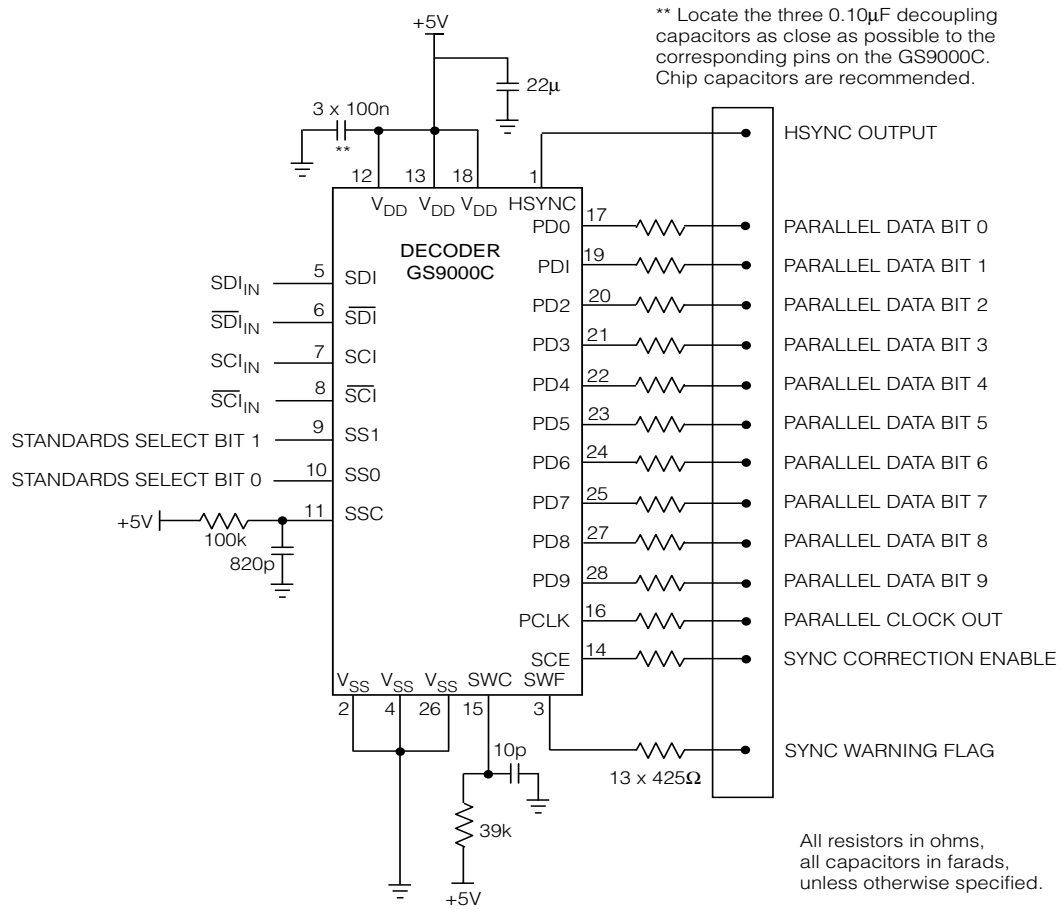 +5V
** Locate the three 0.10μF decoupling
capacitors as close as possible to the
corresponding pins on the GS9000C.
Chip capacitors are recommended.
22μ
3 x 100n
**
12 13 18 1
HSYNC OUTPUT
VDD VDD VDD HSYNC
DECODER
GS9000C
PD0 17 PARALLEL DATA BIT 0
PDI 19 PARALLEL DATA BIT 1
SDIIN 5 SDI
PD2 20 PARALLEL DATA BIT 2
S̅D̅I̅IN 6 S̅D̅I̅
PD3 21 PARALLEL DATA BIT 3
SCIIN 7 SCI
PD4 22 PARALLEL DATA BIT 4
S̅C̅I̅IN 8 S̅C̅I̅
PD5 23 PARALLEL DATA BIT 5
STANDARDS SELECT BIT 1 9 SS1
PD6 24 PARALLEL DATA BIT 6
STANDARDS SELECT BIT 0 10 SS0
PD7 25 PARALLEL DATA BIT 7
+5V 100k 11 SSC
820p
PD8 27 PARALLEL DATA BIT 8
PD9 28 PARALLEL DATA BIT 9
PCLK 16 PARALLEL CLOCK OUT
SCE 14 SYNC CORRECTION ENABLE
VSS VSS VSS SWC SWF
2 4 26 15 3
10p
SYNC WARNING FLAG
13 x 425Ω
39k
+5V
All resistors in ohms,
all capacitors in farads,
unless otherwise specified.